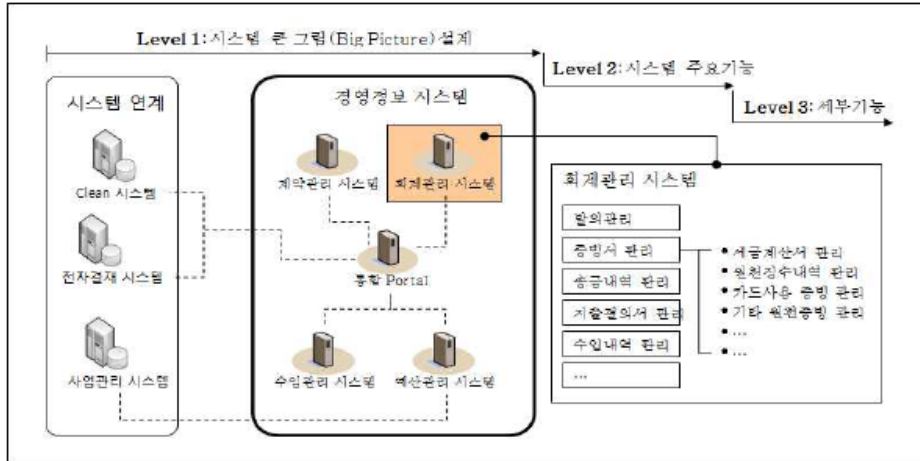 Level 1:시스템 큰 그림(Big Picture)설계
Level 2:시스템 주요기능
Level 3:세부기능
시스템 연계
Clean 시스템
전자결재 시스템
사업관리 시스템
경영정보 시스템
계약관리 시스템
회계관리 시스템
통합 Portal
수입관리 시스템
예산관리 시스템
회계관리 시스템
발의관리
증빙서 관리
송금내역 관리
지출결의서 관리
수입내역 관리
...
• 세금계산서 관리
• 원천징수내역 관리
• 카드사용 증빙 관리
• 기타 원천증빙 관리
• ...
• ...